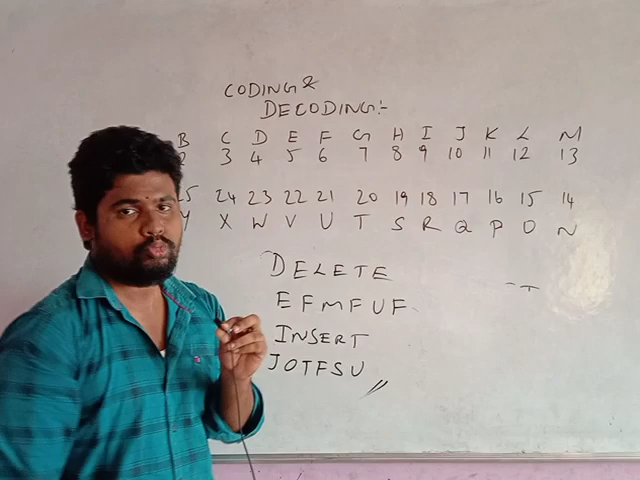 CODING &
DECODING:-
B C D E F G H I J K L M
2 3 4 5 6 7 8 9 10 11 12 13
25 24 23 22 21 20 19 18 17 16 15 14
Y X W V U T S R Q P O N
DELETE
EFMFUF
INSERT
JOTFSU